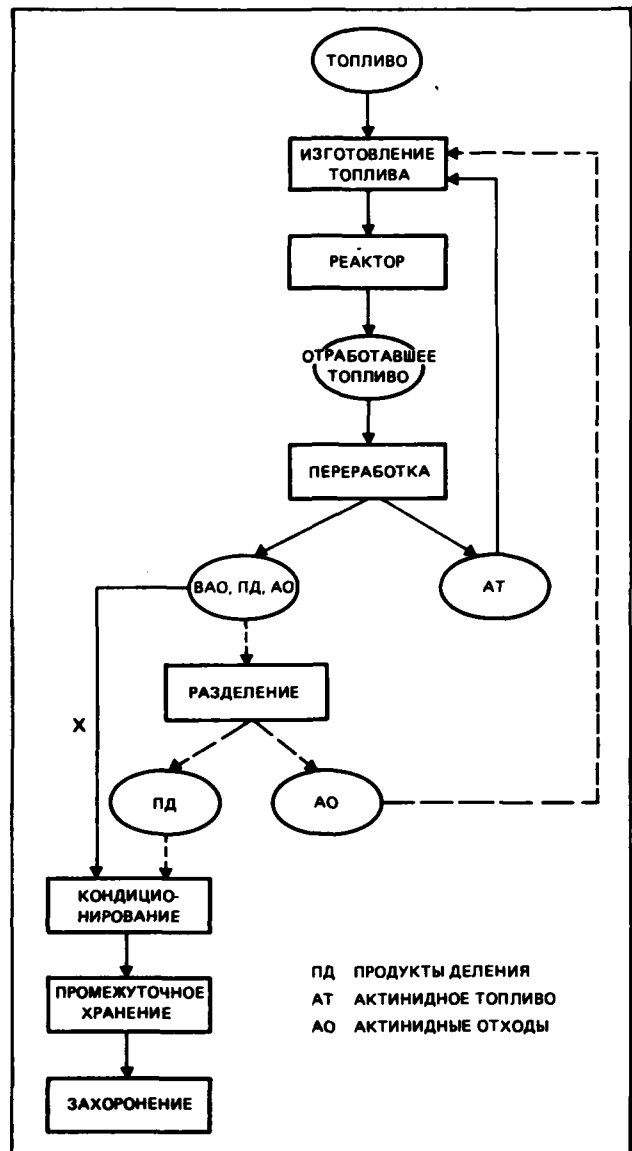 ТОПЛИВО
ИЗГОТОВЛЕНИЕ
ТОПЛИВА
РЕАКТОР
ОТРАБОТАВШЕЕ
ТОПЛИВО
ПЕРЕРАБОТКА
ВАО, ПД, АО
АТ
РАЗДЕЛЕНИЕ
X
ПД
АО
КОНДИЦИО-
НИРОВАНИЕ
ПРОМЕЖУТОЧНОЕ
ХРАНЕНИЕ
ЗАХОРОНЕНИЕ
ПД ПРОДУКТЫ ДЕЛЕНИЯ
АТ АКТИНИДНОЕ ТОПЛИВО
АО АКТИНИДНЫЕ ОТХОДЫ